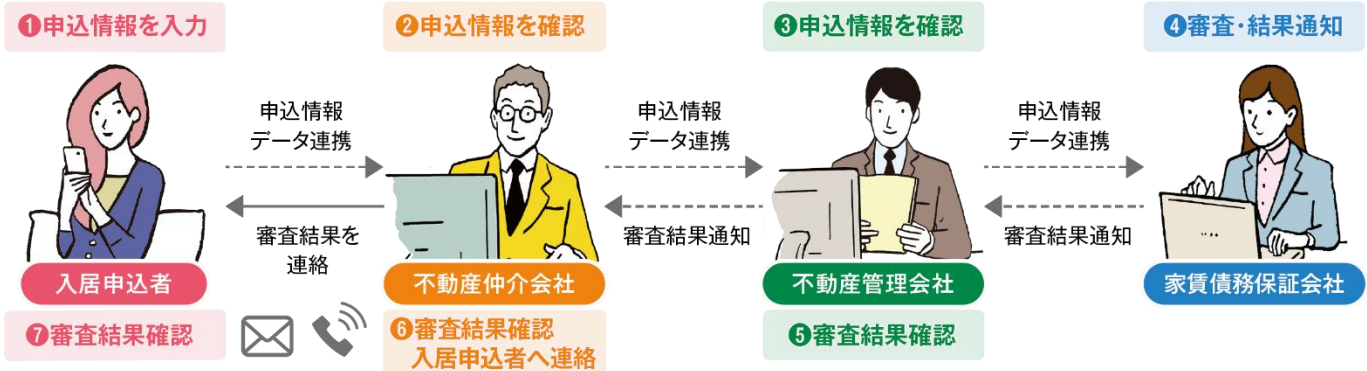 ❶申込情報を入力
❷申込情報を確認
❸申込情報を確認
❹審査・結果通知
申込情報
データ連携
申込情報
データ連携
申込情報
データ連携
審査結果を
連絡
審査結果通知
審査結果通知
入居申込者
不動産仲介会社
不動産管理会社
家賃債務保証会社
❼審査結果確認
❻審査結果確認
入居申込者へ連絡
❺審査結果確認